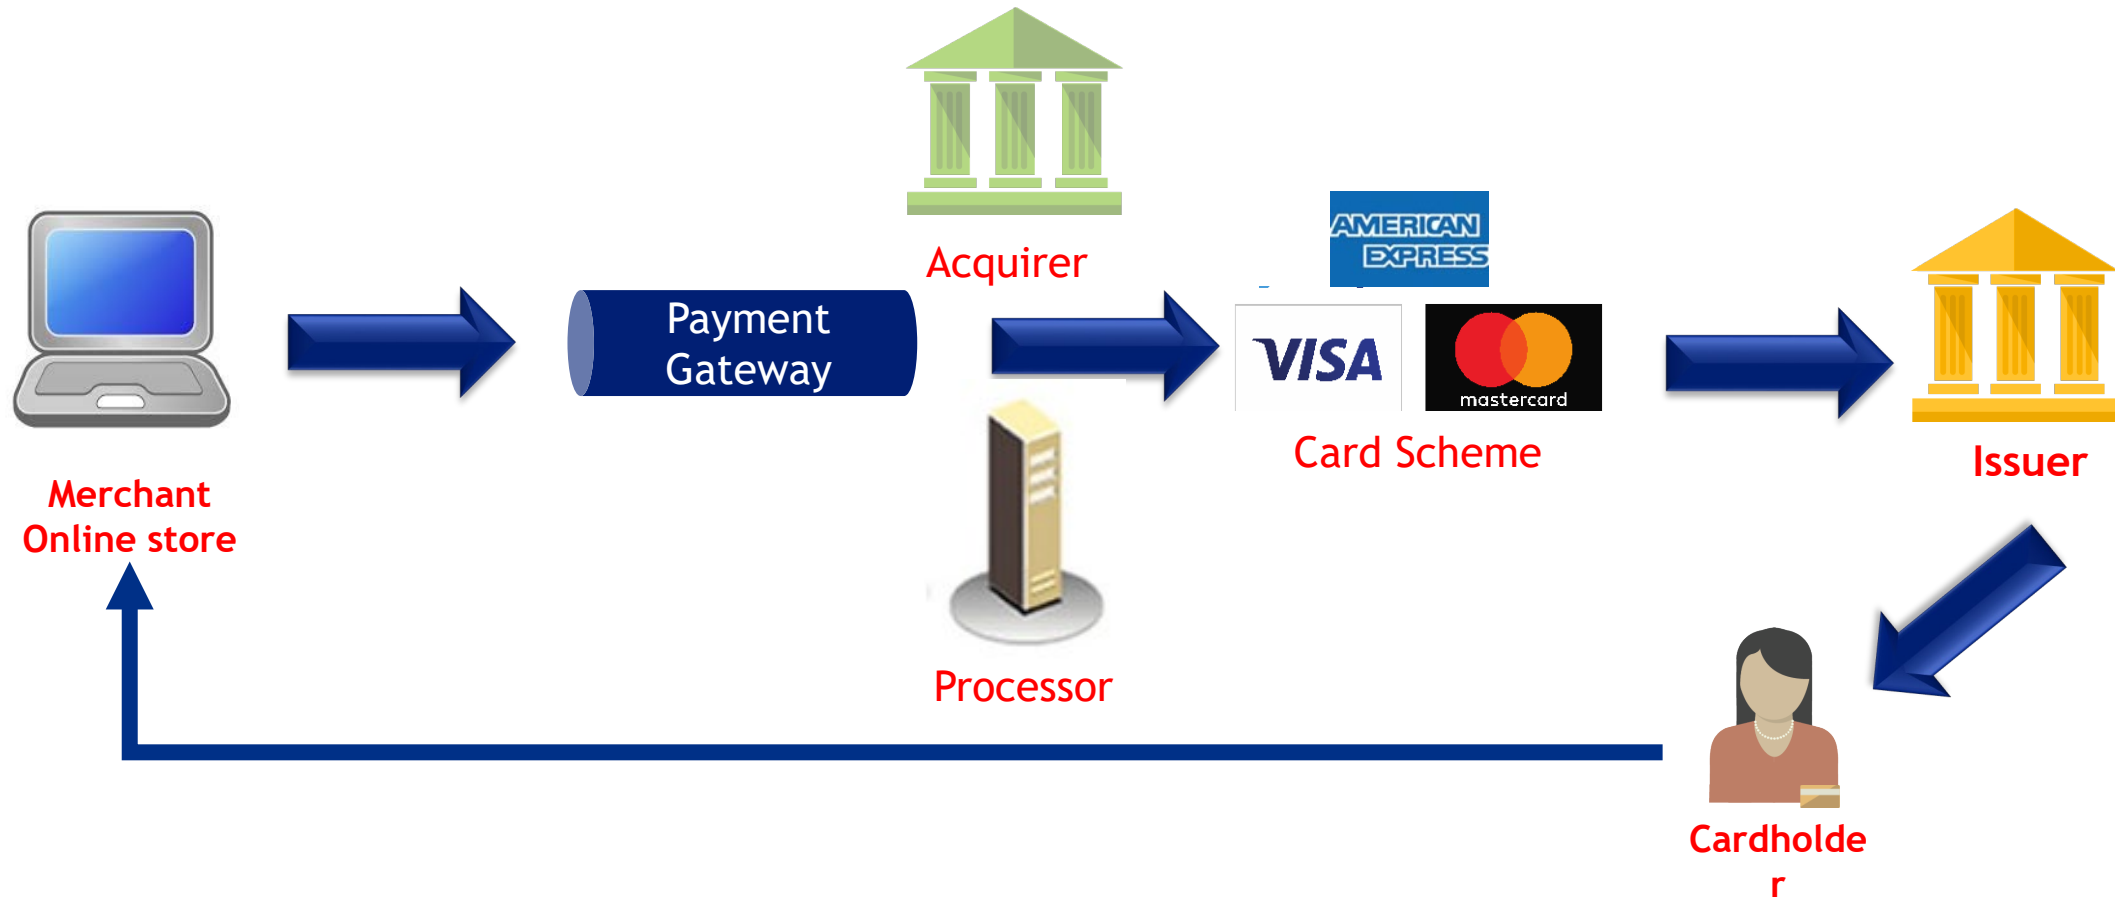 Acquirer
AMERICAN
EXPRESS
Payment
Gateway
VISA
mastercard
Card Scheme
Issuer
Merchant
Online store
Processor
Cardholde
r